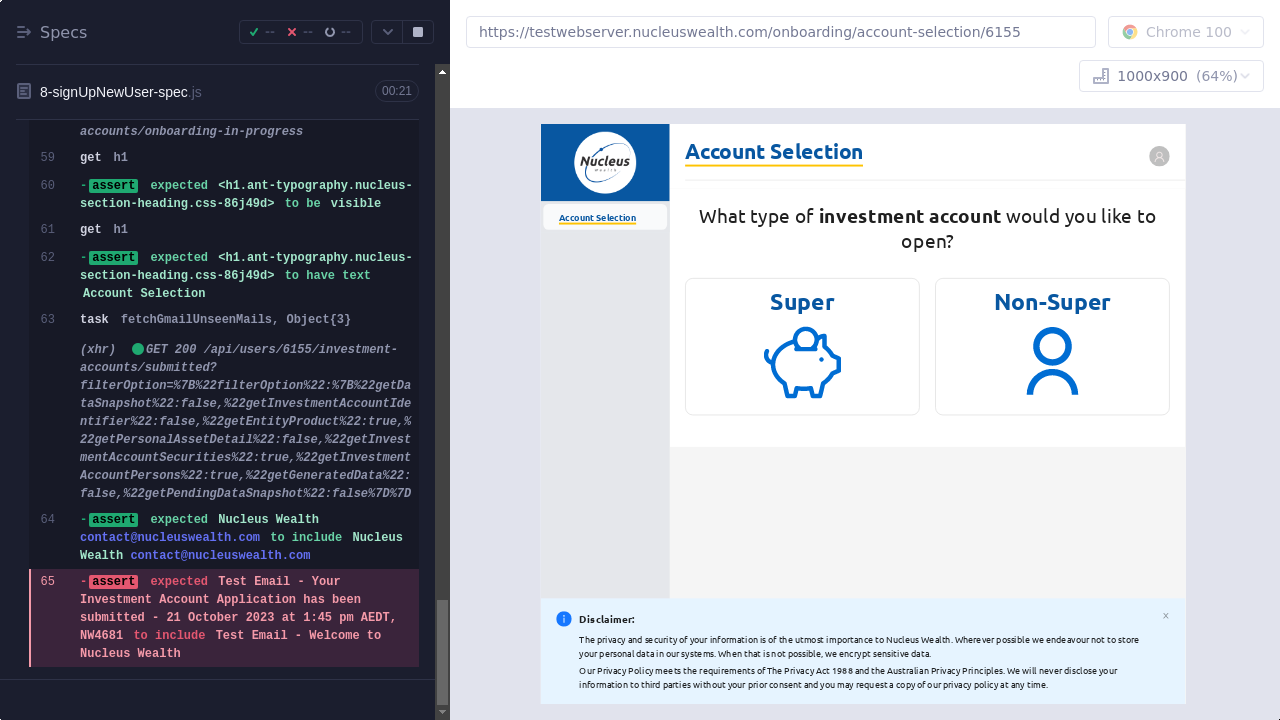 Specs
-- -- --
https://testwebserver.nucleuswealth.com/onboarding/account-selection/6155
Chrome 100
1000x900 (64%)
8-signUpNewUser-spec.js
00:21
accounts/onboarding-in-progress
59 get h1
60 -assert expected <h1.ant-typography.nucleus-
section-heading.css-86j49d> to be visible
61 get h1
62 -assert expected <h1.ant-typography.nucleus-
section-heading.css-86j49d> to have text
Account Selection
63 task fetchGmailUnseenMails, Object{3}
(xhr) GET 200 /api/users/6155/investment-
accounts/submitted?
filterOption=%7B%22filterOption%22:%7B%22getDa
taSnapshot%22:false,%22getInvestmentAccountIde
ntifier%22:false,%22getEntityProduct%22:true,%
22getPersonalAssetDetail%22:false,%22getInvest
mentAccountSecurities%22:true,%22getInvestment
AccountPersons%22:true,%22getGeneratedData%22:
false,%22getPendingDataSnapshot%22:false%7D%7D
64 -assert expected Nucleus Wealth
contact@nucleuswealth.com to include Nucleus
Wealth contact@nucleuswealth.com
65 -assert expected Test Email - Your
Investment Account Application has been
submitted - 21 October 2023 at 1:45 pm AEDT,
NW4681 to include Test Email - Welcome to
Nucleus Wealth
Nucleus
Wealth
Account Selection
Account Selection
What type of investment account would you like to
open?
Super
Non-Super
Disclaimer:
×
The privacy and security of your information is of the utmost importance to Nucleus Wealth. Wherever possible we endeavour not to store
your personal data in our systems. When that is not possible, we encrypt sensitive data.
Our Privacy Policy meets the requirements of The Privacy Act 1988 and the Australian Privacy Principles. We will never disclose your
information to third parties without your prior consent and you may request a copy of our privacy policy at any time.